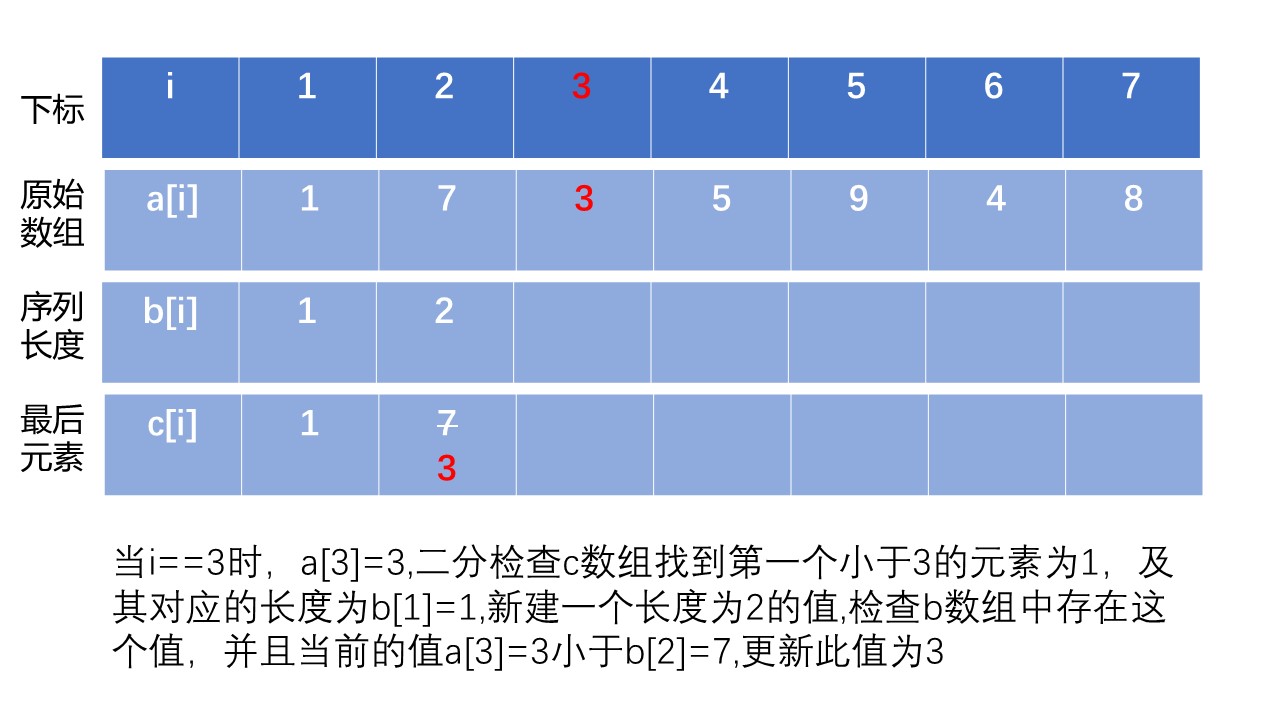 下标 i 1 2 3 4 5 6 7
原始
数组 a[i] 1 7 3 5 9 4 8
序列
长度 b[i] 1 2
最后
元素 c[i] 1 7
3
当i==3时，a[3]=3,二分检查c数组找到第一个小于3的元素为1，及
其对应的长度为b[1]=1,新建一个长度为2的值,检查b数组中存在这
个值，并且当前的值a[3]=3小于b[2]=7,更新此值为3